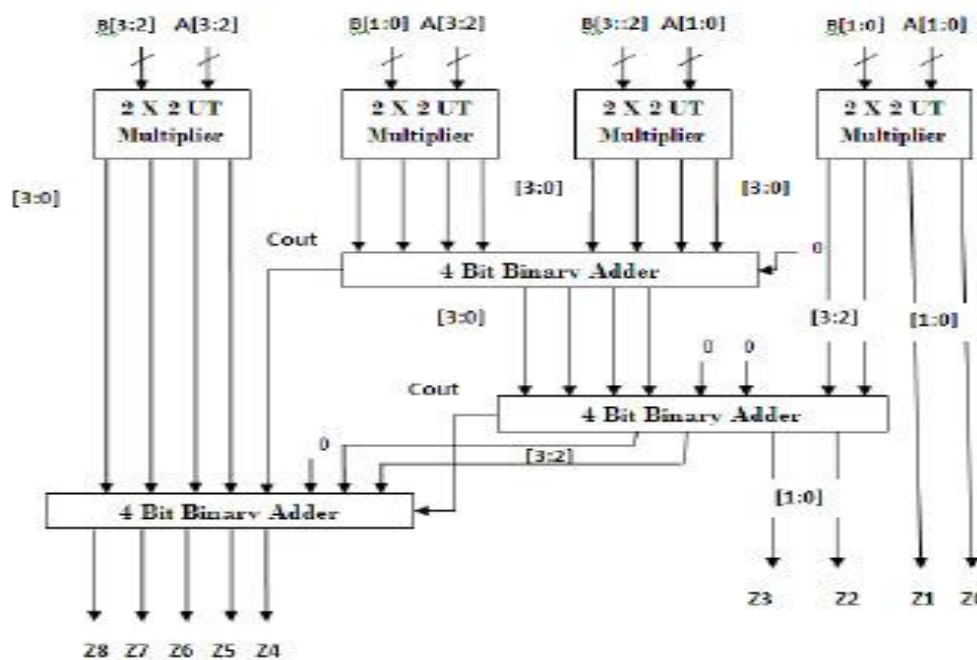 B[3:2] A[3:2] B[1:0] A[3:2] B[3::2] A[1:0] B[1:0] A[1:0]
2 X 2 UT Multiplier
2 X 2 UT Multiplier
2 X 2 UT Multiplier
2 X 2 UT Multiplier
[3:0] [3:0] [3:0]
Cout 0
4 Bit Binary Adder
[3:0] [3:2] [1:0]
0 0
Cout
4 Bit Binary Adder
0 [3:2]
4 Bit Binary Adder
[1:0]
Z3 Z2 Z1 Z0
Z8 Z7 Z6 Z5 Z4